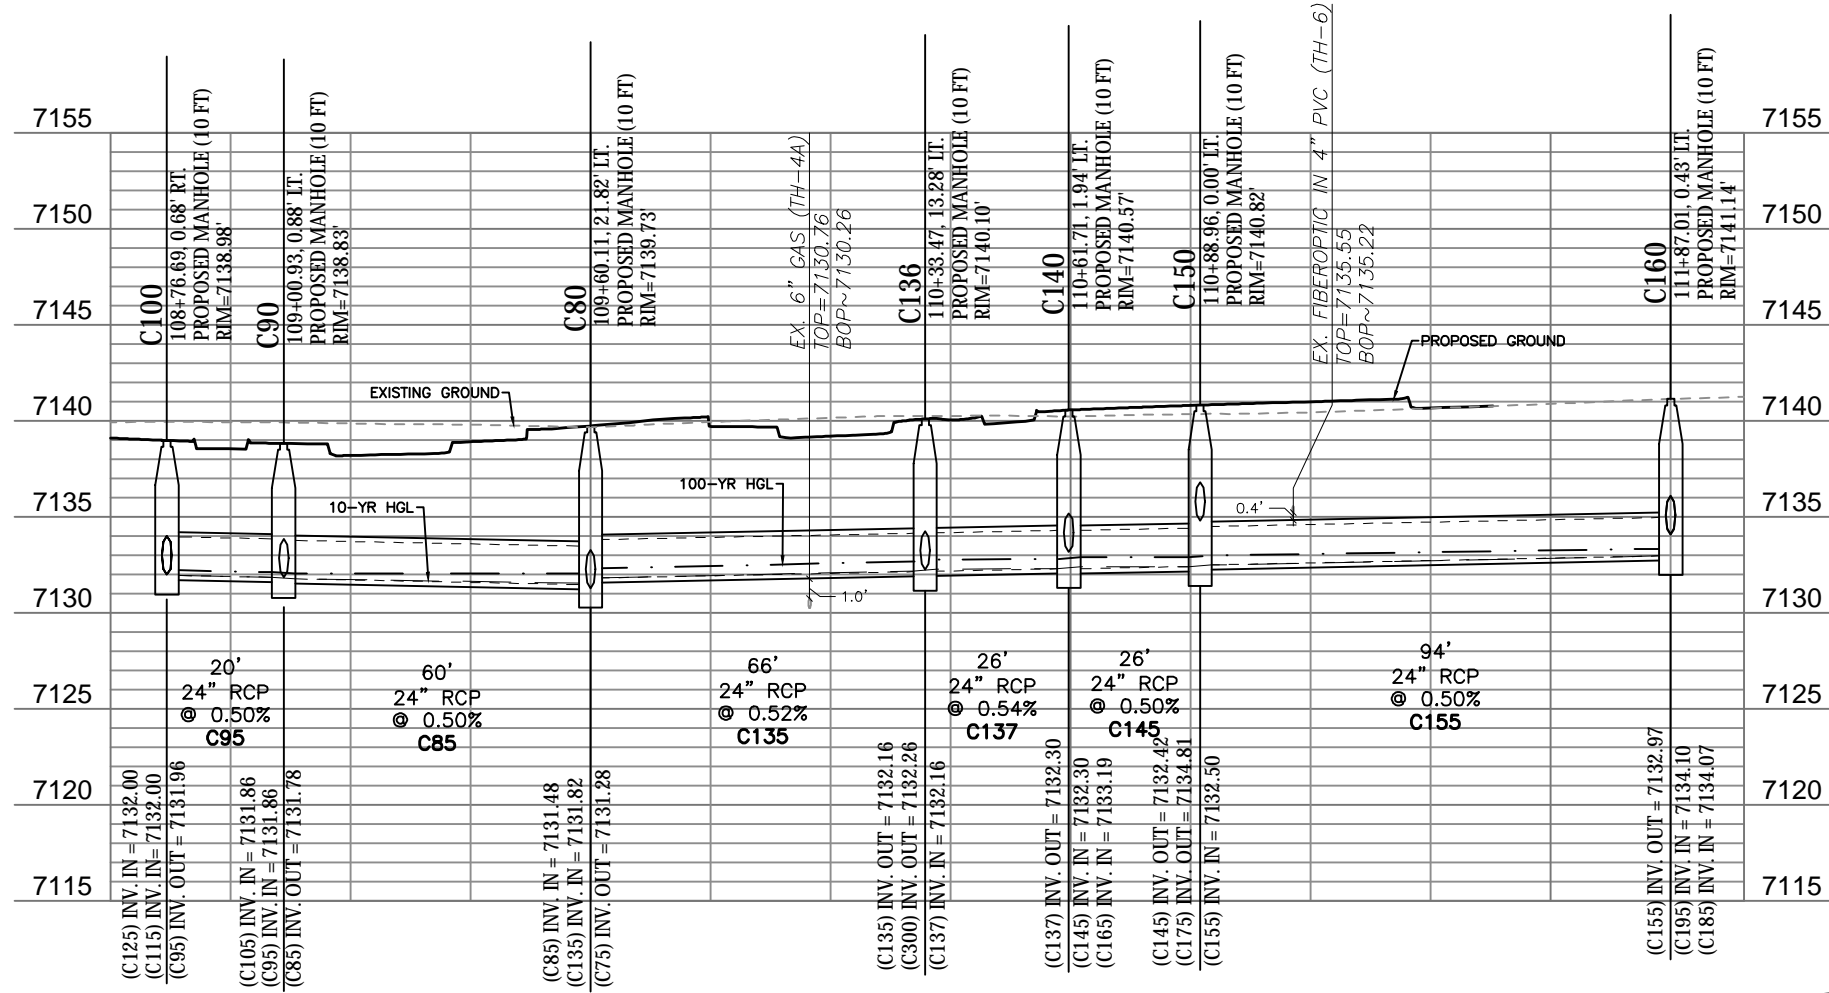 7155
7150
7145
7140
7135
7130
7125
7120
7115
C100
108+76.69, 0.68' RT.
PROPOSED MANHOLE (10 FT)
RIM=7138.98'
C90
109+00.93, 0.88' LT.
PROPOSED MANHOLE (10 FT)
RIM=7138.83'
C80
109+60.11, 21.82' LT.
PROPOSED MANHOLE (10 FT)
RIM=7139.73'
EX. 6" GAS (TH-4A)
TOP=7130.76
BOP~7130.26
C136
110+33.47, 13.28' LT.
PROPOSED MANHOLE (10 FT)
RIM=7140.10'
C140
110+61.71, 1.94' LT.
PROPOSED MANHOLE (10 FT)
RIM=7140.57'
C150
110+88.96, 0.00' LT.
PROPOSED MANHOLE (10 FT)
RIM=7140.82'
EX. FIBEROPTIC IN 4" PVC (TH-6)
TOP=7135.55
BOP~7135.22
C160
111+87.01, 0.43' LT.
PROPOSED MANHOLE (10 FT)
RIM=7141.14'
7155
7150
7145
7140
7135
7130
7125
7120
7115
EXISTING GROUND
PROPOSED GROUND
10-YR HGL
100-YR HGL
0.4'
1.0'
20'
24" RCP
@ 0.50%
C95
60'
24" RCP
@ 0.50%
C85
66'
24" RCP
@ 0.52%
C135
26'
24" RCP
@ 0.54%
C137
26'
24" RCP
@ 0.50%
C145
94'
24" RCP
@ 0.50%
C155
(C125) INV. IN = 7132.00
(C115) INV. IN= 7132.00
(C95) INV. OUT = 7131.96
(C105) INV. IN = 7131.86
(C95) INV. IN = 7131.86
(C85) INV. OUT = 7131.78
(C85) INV. IN = 7131.48
(C135) INV. IN = 7131.82
(C75) INV. OUT = 7131.28
(C135) INV. OUT = 7132.16
(C300) INV. OUT = 7132.26
(C137) INV. IN = 7132.16
(C137) INV. OUT = 7132.30
(C145) INV. IN = 7132.30
(C165) INV. IN = 7133.19
(C145) INV. OUT = 7132.42
(C175) INV. OUT = 7134.81
(C155) INV. IN = 7132.50
(C155) INV. OUT = 7132.97
(C195) INV. IN = 7134.10
(C185) INV. IN = 7134.07